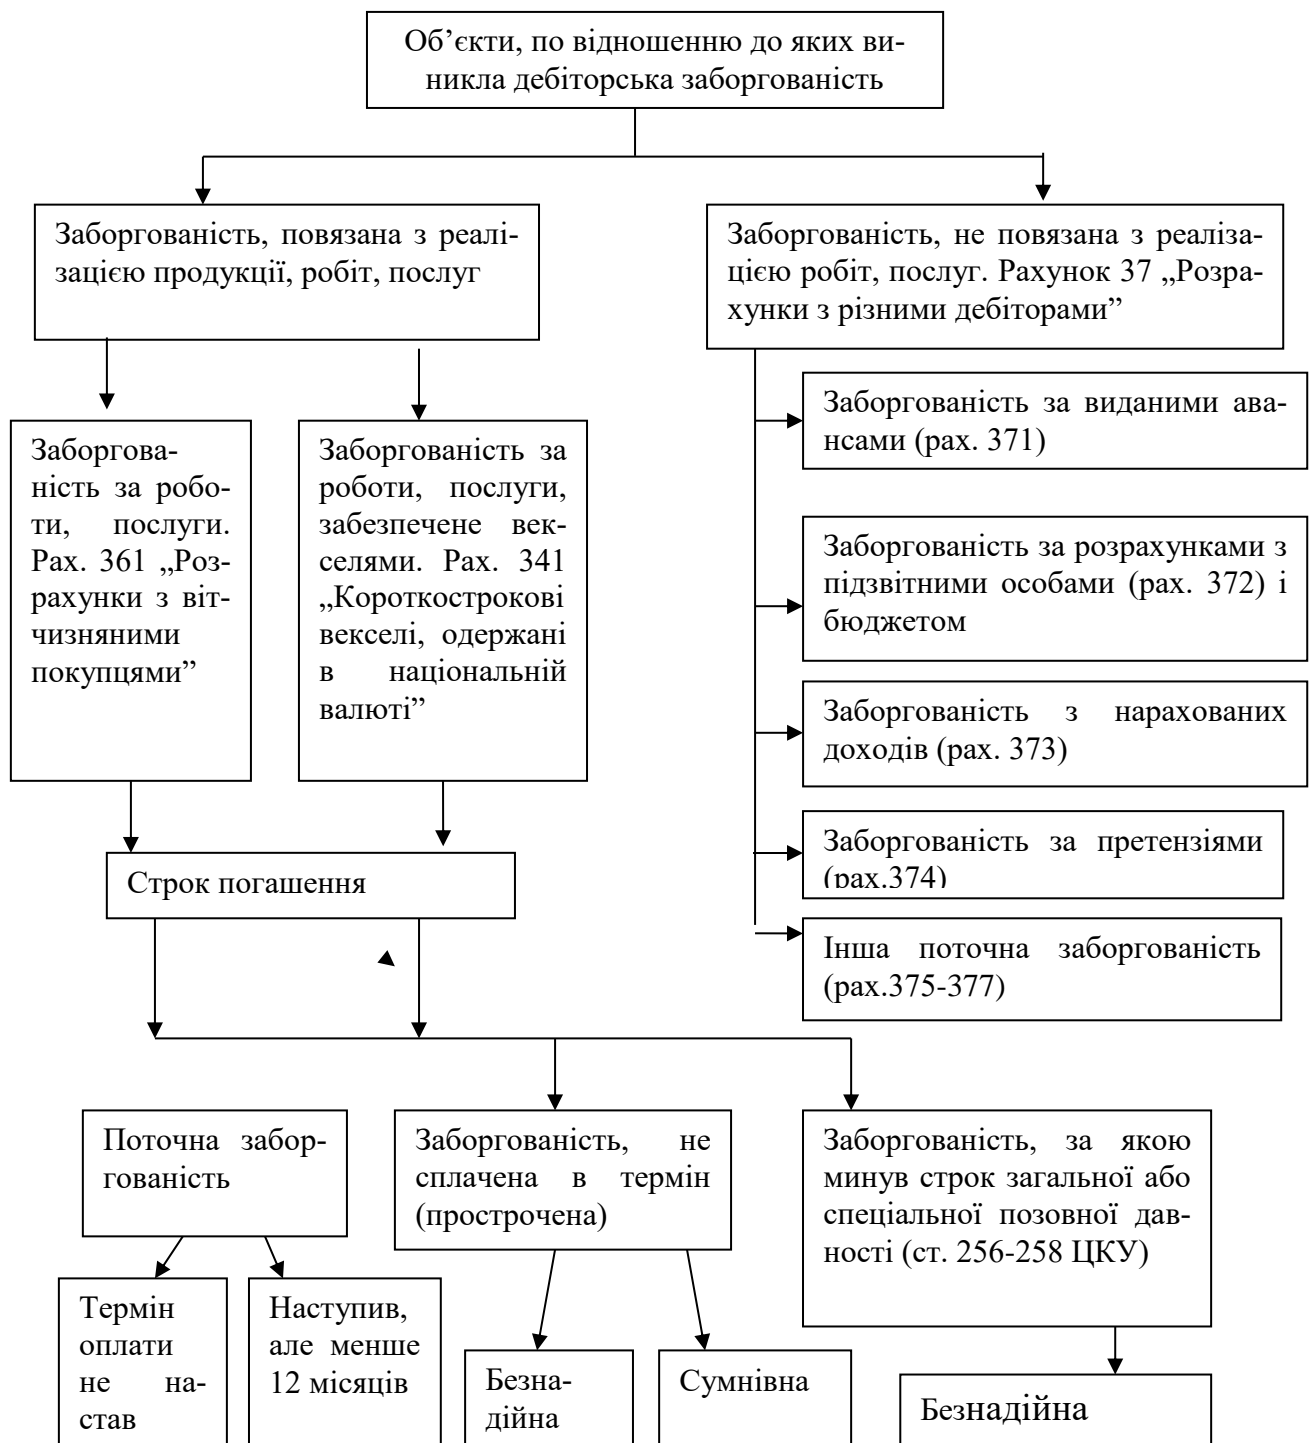 Об’єкти, по відношенню до яких ви-
никла дебіторська заборгованість
Заборгованість, повязана з реалі-
зацією продукції, робіт, послуг
Заборгованість, не повязана з реаліза-
цією робіт, послуг. Рахунок 37 „Розра-
хунки з різними дебіторами”
Заборгова-
ність за робо-
ти, послуги.
Рах. 361 „Роз-
рахунки з віт-
чизняними
покупцями”
Заборгованість за
роботи, послуги,
забезпечене век-
селями. Рах. 341
„Короткострокові
векселі, одержані
в національній
валюті”
Заборгованість за виданими ава-
нсами (рах. 371)
Заборгованість за розрахунками з
підзвітними особами (рах. 372) і
бюджетом
Заборгованість з нарахованих
доходів (рах. 373)
Заборгованість за претензіями
(рах.374)
Інша поточна заборгованість
(рах.375-377)
Строк погашення
Поточна забор-
гованість
Заборгованість, не
сплачена в термін
(прострочена)
Заборгованість, за якою
минув строк загальної або
спеціальної позовної дав-
ності (ст. 256-258 ЦКУ)
Термін
оплати
не на-
став
Наступив,
але менше
12 місяців
Безна-
дійна
Сумнівна
Безнадійна